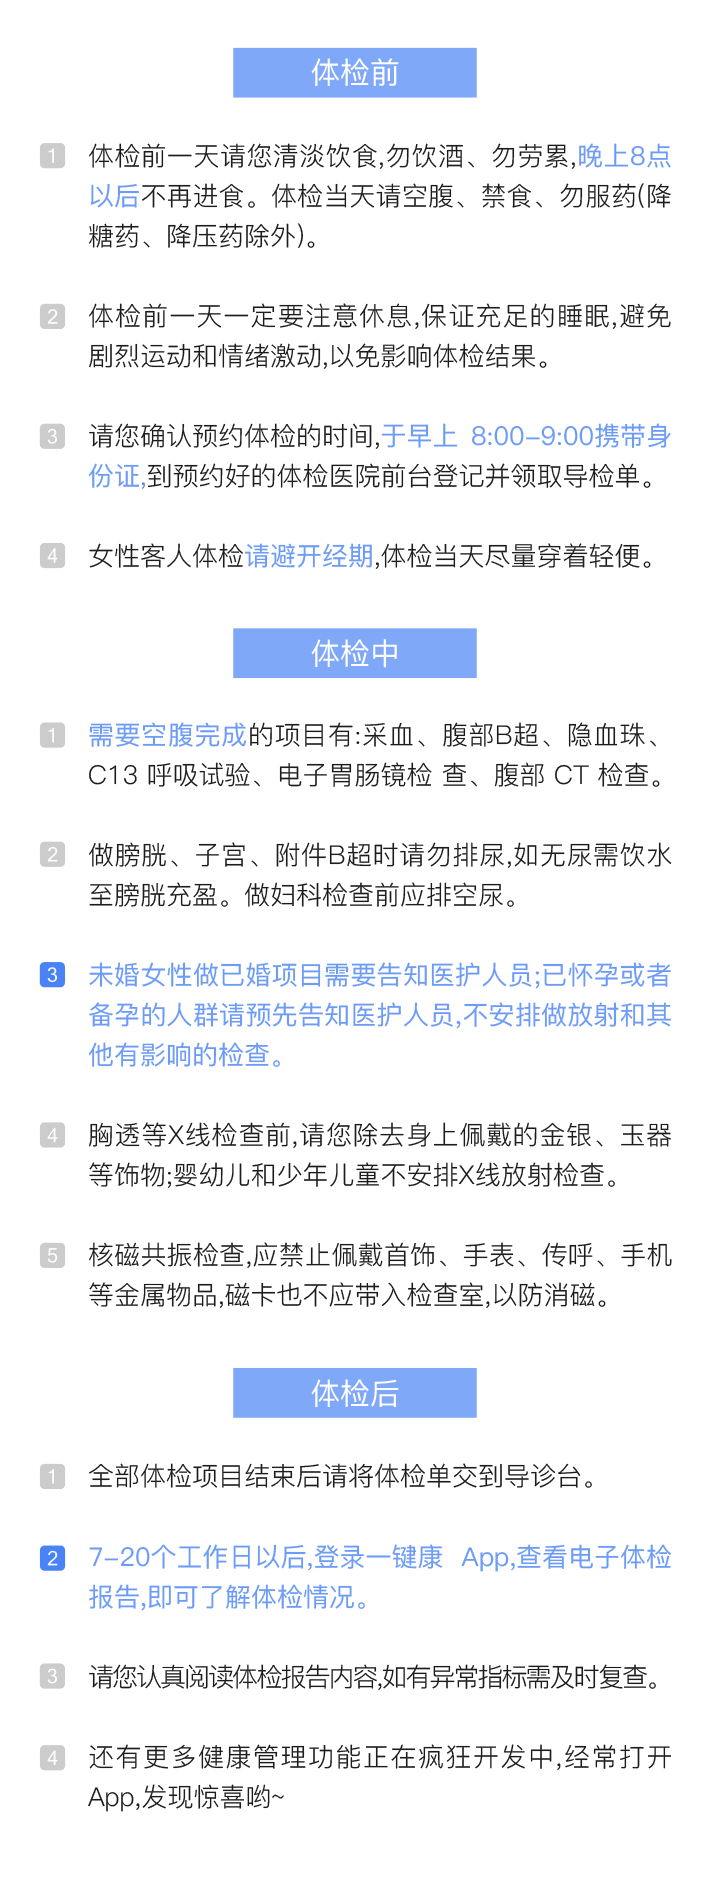 体检前
1 体检前一天请您清淡饮食,勿饮酒、勿劳累,晚上8点
以后不再进食。体检当天请空腹、禁食、勿服药(降
糖药、降压药除外)。
2 体检前一天一定要注意休息,保证充足的睡眠,避免
剧烈运动和情绪激动,以免影响体检结果。
3 请您确认预约体检的时间,于早上 8:00-9:00携带身
份证,到预约好的体检医院前台登记并领取导检单。
4 女性客人体检请避开经期,体检当天尽量穿着轻便。
体检中
1 需要空腹完成的项目有:采血、腹部B超、隐血珠、
C13 呼吸试验、电子胃肠镜检 查、腹部 CT 检查。
2 做膀胱、子宫、附件B超时请勿排尿,如无尿需饮水
至膀胱充盈。做妇科检查前应排空尿。
3 未婚女性做已婚项目需要告知医护人员;已怀孕或者
备孕的人群请预先告知医护人员,不安排做放射和其
他有影响的检查。
4 胸透等X线检查前,请您除去身上佩戴的金银、玉器
等饰物;婴幼儿和少年儿童不安排X线放射检查。
5 核磁共振检查,应禁止佩戴首饰、手表、传呼、手机
等金属物品,磁卡也不应带入检查室,以防消磁。
体检后
1 全部体检项目结束后请将体检单交到导诊台。
2 7-20个工作日以后,登录一键康 App,查看电子体检
报告,即可了解体检情况。
3 请您认真阅读体检报告内容,如有异常指标需及时复查。
4 还有更多健康管理功能正在疯狂开发中,经常打开
App,发现惊喜哟~